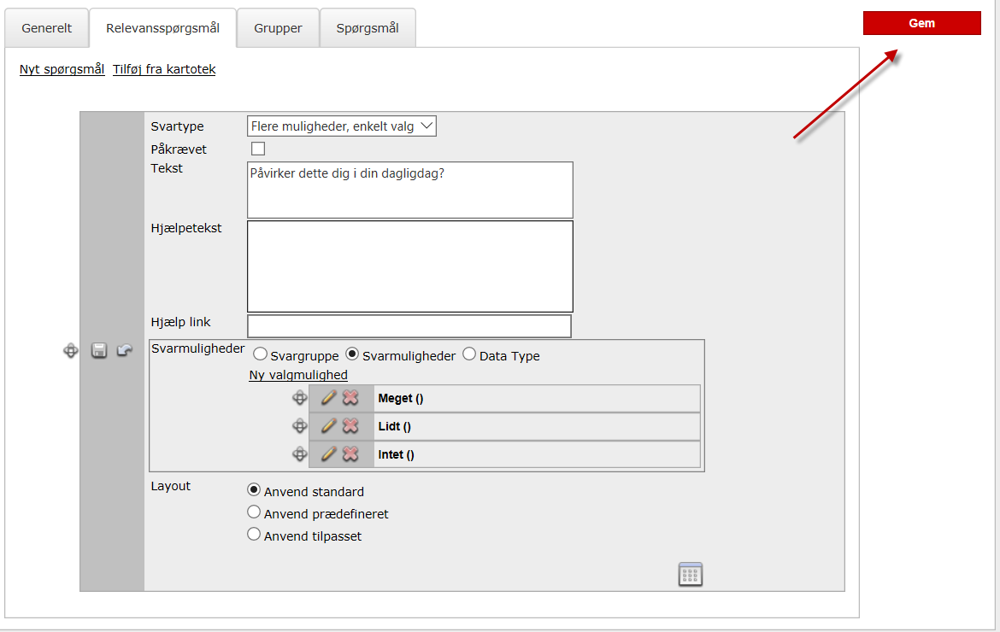 Generelt Relevansspørgsmål Grupper Spørgsmål Gem
Nyt spørgsmål Tilføj fra kartotek
Svartype Flere muligheder, enkelt valg
Påkrævet
Tekst Påvirker dette dig i din dagligdag?
Hjælpetekst
Hjælp link
Svarmuligheder Svargruppe Svarmuligheder Data Type
Ny valgmulighed
Meget ()
Lidt ()
Intet ()
Layout Anvend standard
Anvend prædefineret
Anvend tilpasset